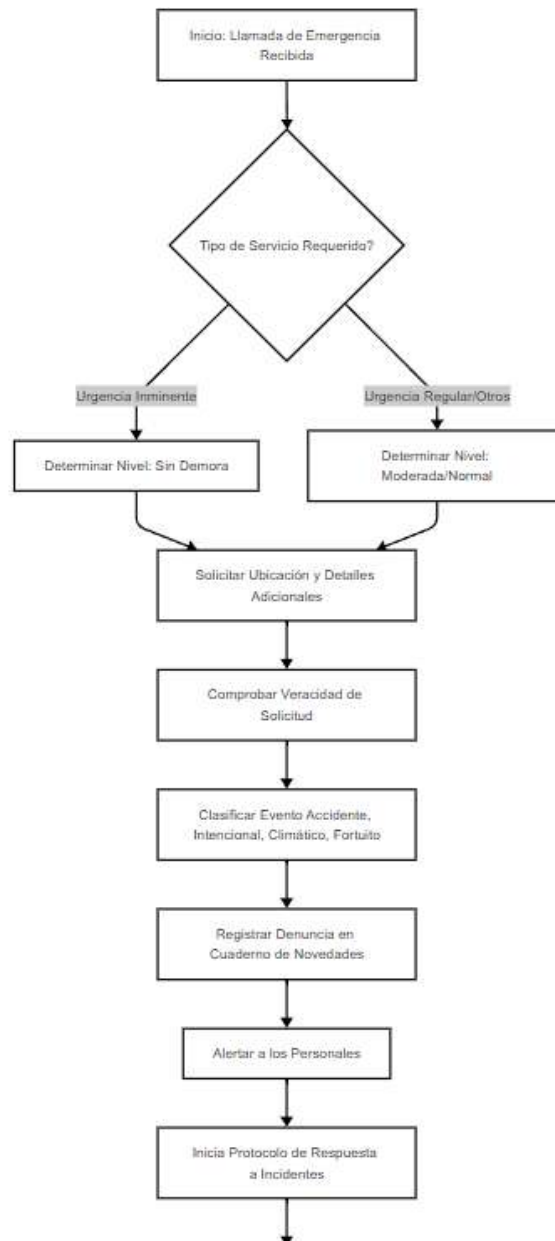 Inicio: Llamada de Emergencia
Recibida
Tipo de Servicio Requerido?
Urgencia Inminente
Urgencia Regular/Otros
Determinar Nivel: Sin Demora
Determinar Nivel:
Moderada/Normal
Solicitar Ubicación y Detalles
Adicionales
Comprobar Veracidad de
Solicitud
Clasificar Evento Accidente,
Intencional, Climático, Fortuito
Registrar Denuncia en
Cuaderno de Novedades
Alertar a los Personales
Inicia Protocolo de Respuesta
a Incidentes